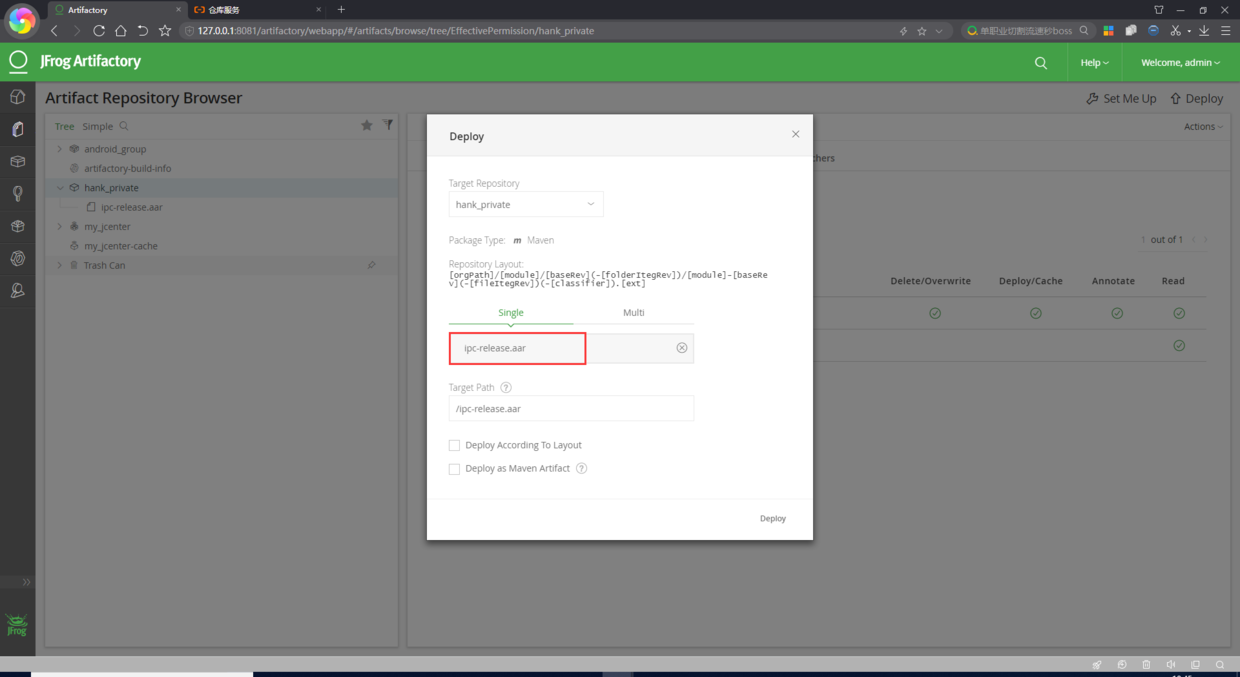 Artifactory
仓库服务
127.0.0.1:8081/artifactory/webapp/#/artifacts/browse/tree/EffectivePermission/hank_private
单职业切割流速秒boss
JFrog Artifactory
Help
Welcome, admin
Artifact Repository Browser
Set Me Up
Deploy
Tree Simple
Actions
android_group
artifactory-build-info
hank_private
ipc-release.aar
my_jcenter
my_jcenter-cache
Trash Can
JFrog
Deploy
Target Repository
hank_private
Package Type: m Maven
Repository Layout:
[orgPath]/[module]/[baseRev](-[folderItegRev])/[module]-[baseRe
v](-[fileItegRev])(-[classifier]).[ext]
Single
Multi
ipc-release.aar
Target Path ?
/ipc-release.aar
Deploy According To Layout
Deploy as Maven Artifact ?
Deploy
1 out of 1
Delete/Overwrite
Deploy/Cache
Annotate
Read